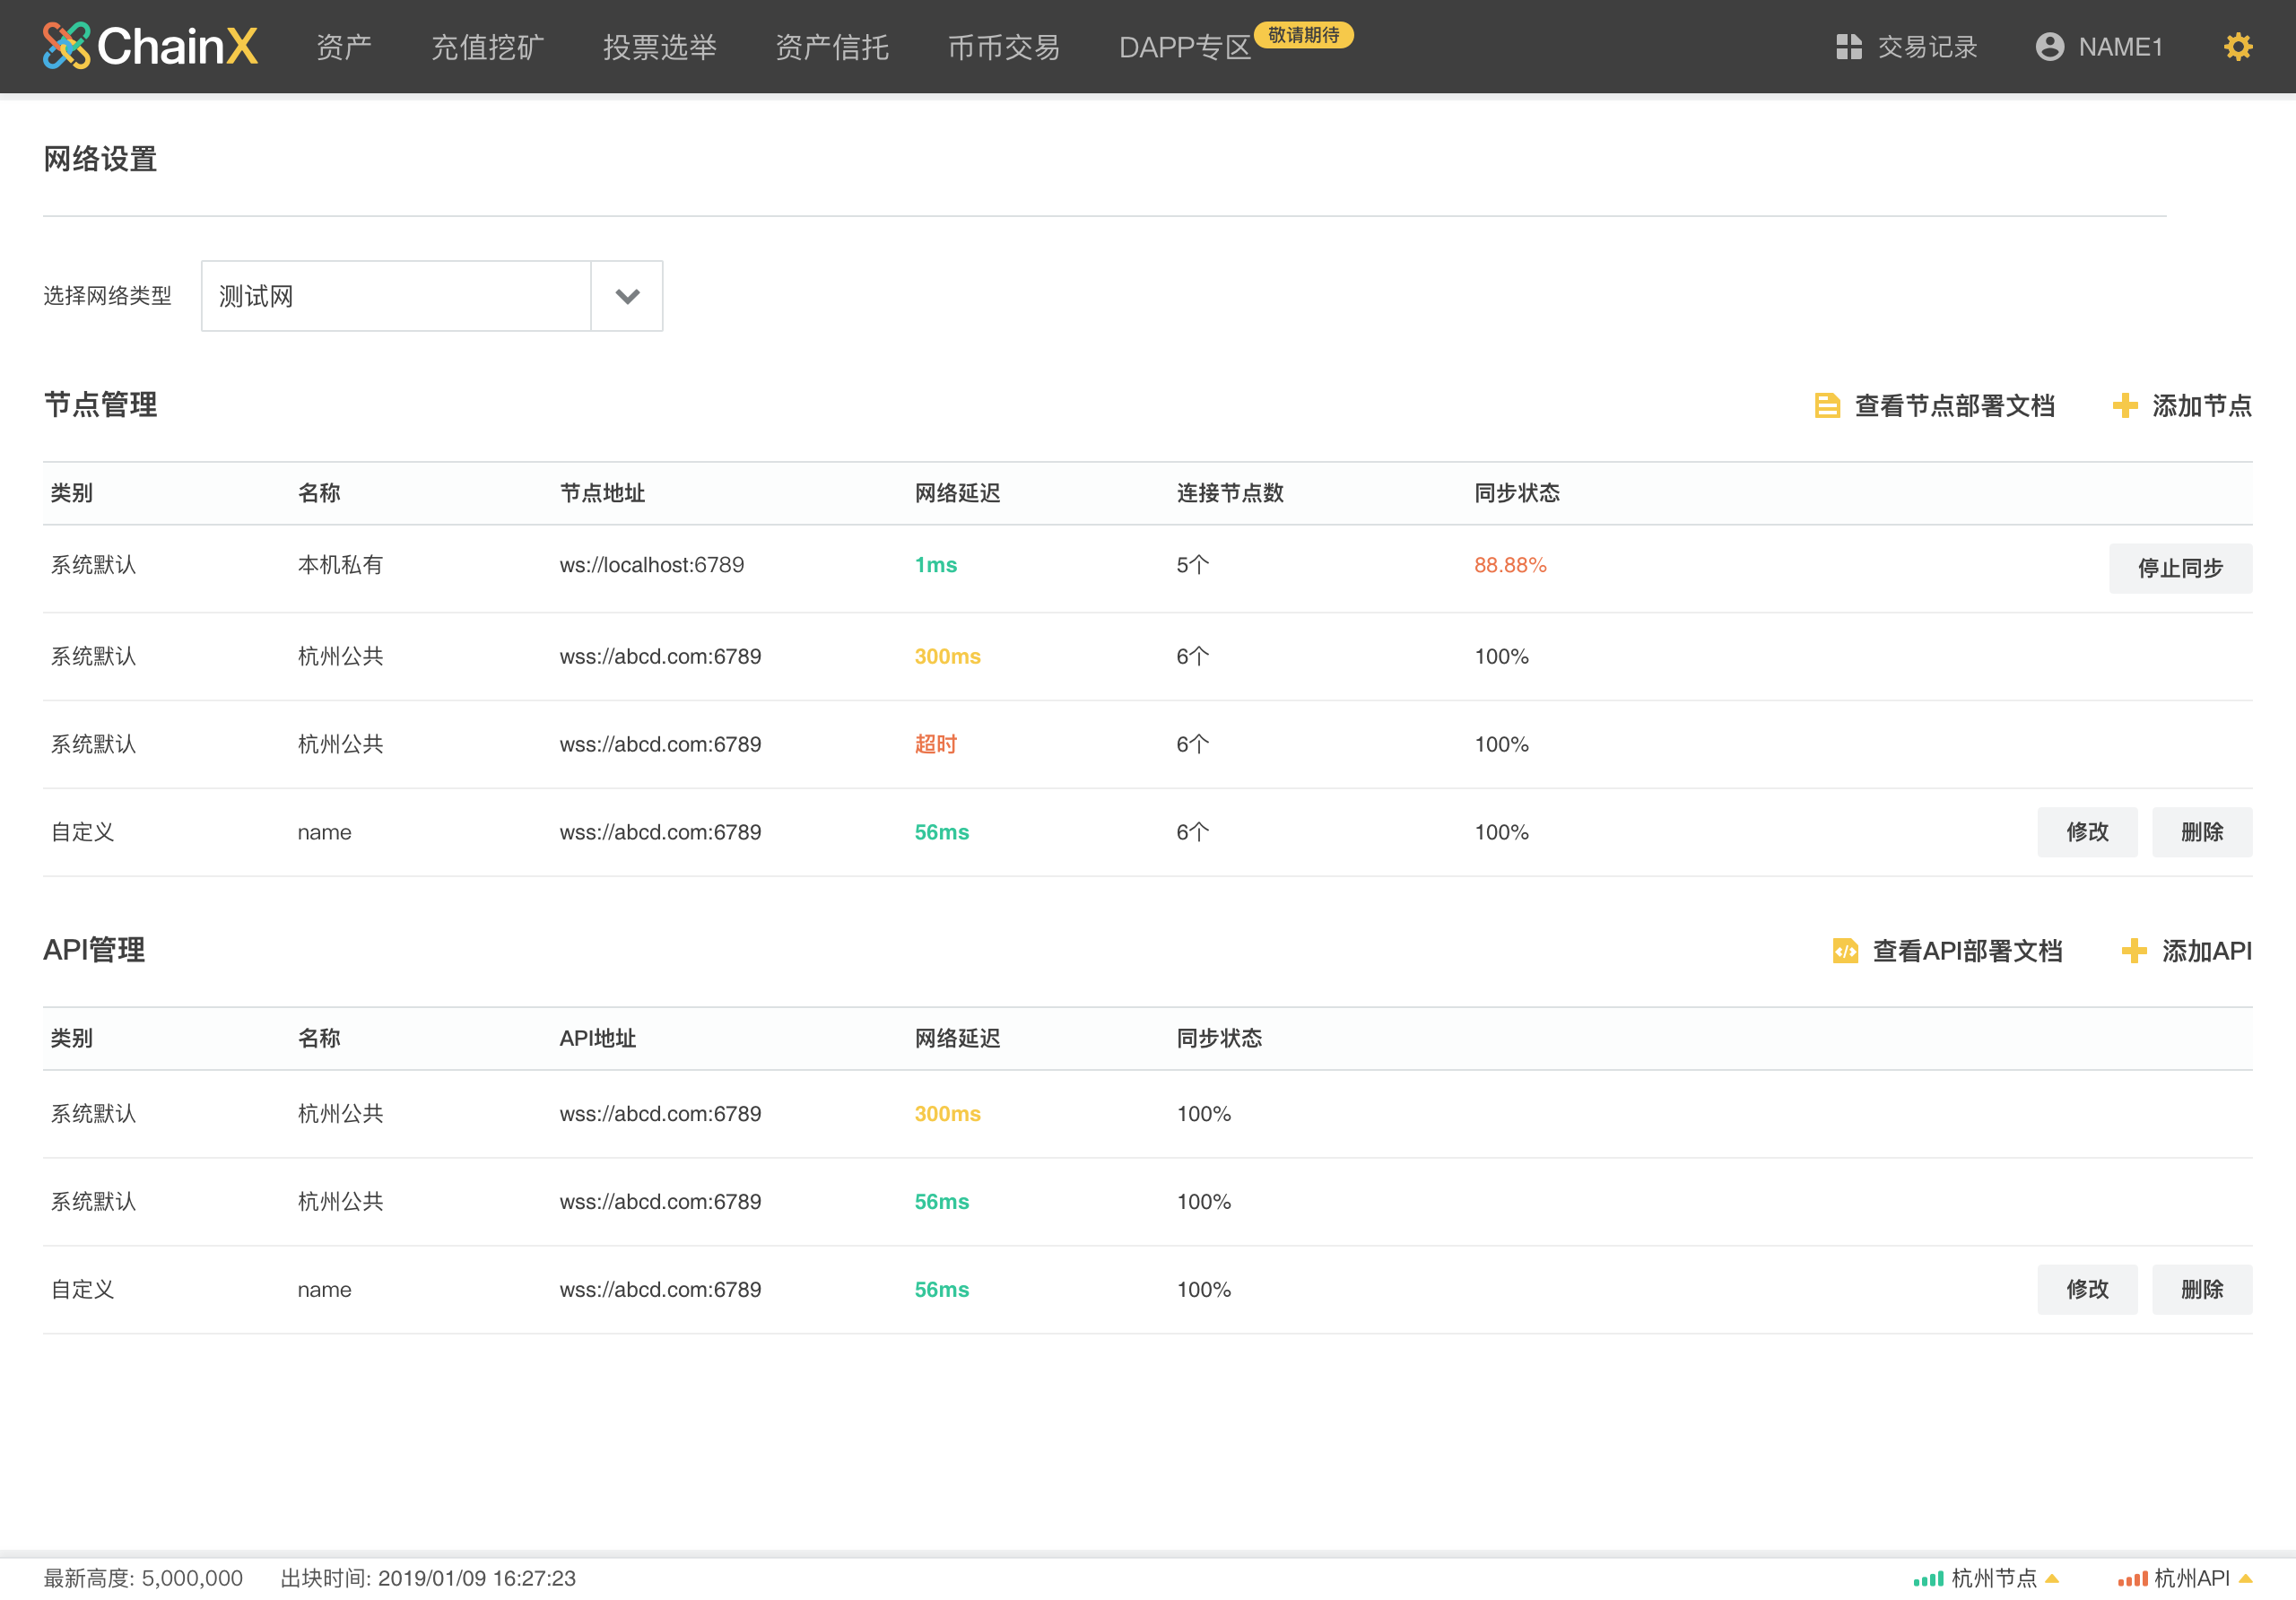 ChainX 资产 充值挖矿 投票选举 资产信托 币币交易 DAPP专区 敬请期待 交易记录 NAME1
网络设置
选择网络类型 测试网
节点管理 查看节点部署文档 添加节点
类别 名称 节点地址 网络延迟 连接节点数 同步状态
系统默认 本机私有 ws://localhost:6789 1ms 5个 88.88% 停止同步
系统默认 杭州公共 wss://abcd.com:6789 300ms 6个 100%
系统默认 杭州公共 wss://abcd.com:6789 超时 6个 100%
自定义 name wss://abcd.com:6789 56ms 6个 100% 修改 删除
API管理 查看API部署文档 添加API
类别 名称 API地址 网络延迟 同步状态
系统默认 杭州公共 wss://abcd.com:6789 300ms 100%
系统默认 杭州公共 wss://abcd.com:6789 56ms 100%
自定义 name wss://abcd.com:6789 56ms 100% 修改 删除
最新高度: 5,000,000 出块时间: 2019/01/09 16:27:23 杭州节点 杭州API